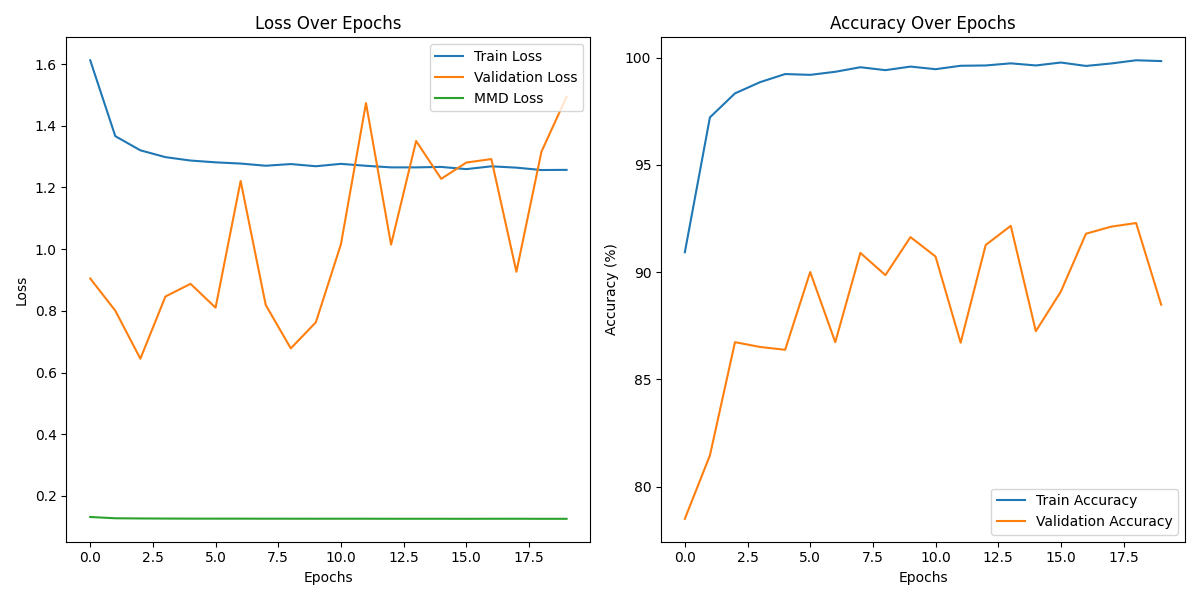 Loss Over Epochs
Train Loss
Validation Loss
MMD Loss
Loss
1.6
1.4
1.2
1.0
0.8
0.6
0.4
0.2
0.0 2.5 5.0 7.5 10.0 12.5 15.0 17.5
Epochs
Accuracy Over Epochs
Accuracy (%)
100
95
90
85
80
Train Accuracy
Validation Accuracy
0.0 2.5 5.0 7.5 10.0 12.5 15.0 17.5
Epochs